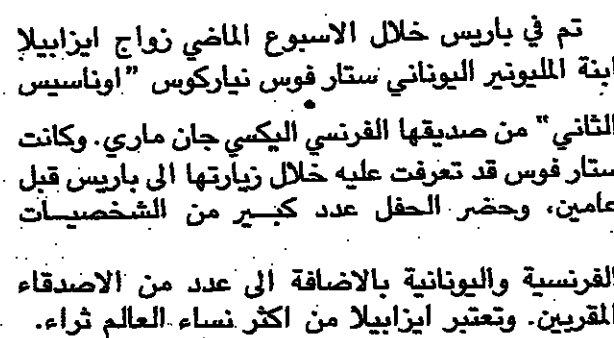 تم في باريس خلال الاسبوع الماضي زواج ايزابيلا
ابنة المليونير اليوناني ستار فوس نياركوس "اوناسيس
الثاني" من صديقها الفرنسي اليكسي جان ماري. وكانت
ستار فوس قد تعرفت عليه خلال زيارتها الى باريس قبل
عامين، وحضر الحفل عدد كبير من الشخصيات
الفرنسية واليونانية بالاضافة الى عدد من الاصدقاء
المقربين. وتعتبر ايزابيلا من اكثر نساء العالم ثراء.